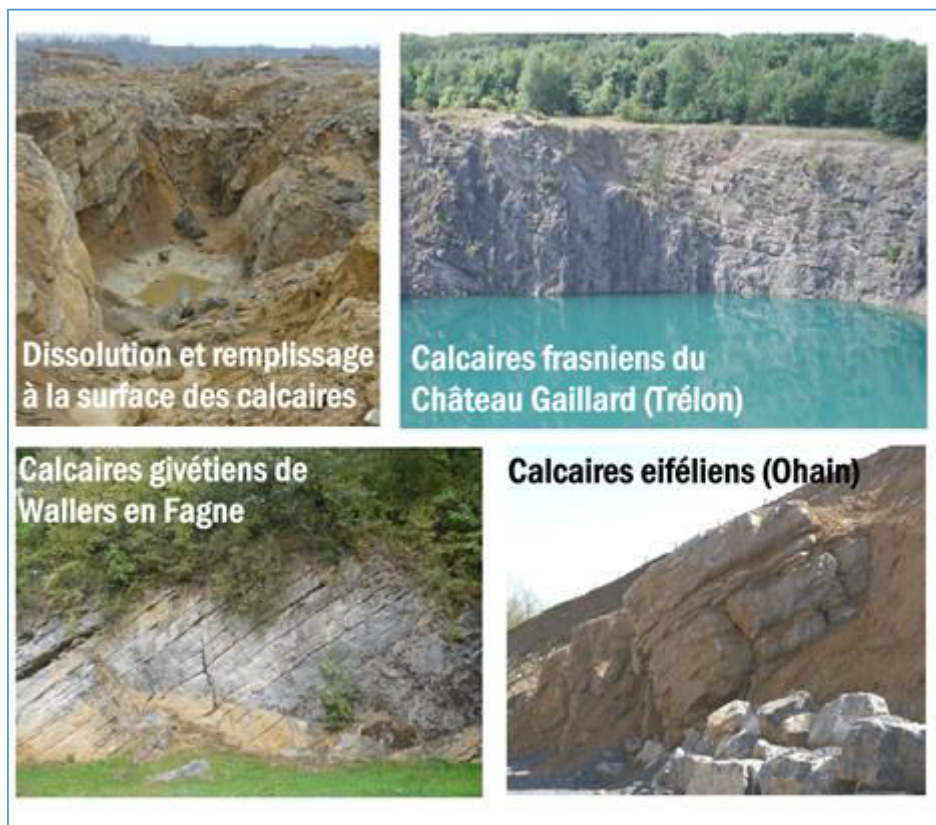 Dissolution et remplissage
à la surface des calcaires
Calcaires frasniens du
Château Gaillard (Trélon)
Calcaires givétiens de
Wallers en Fagne
Calcaires eiféliens (Ohain)